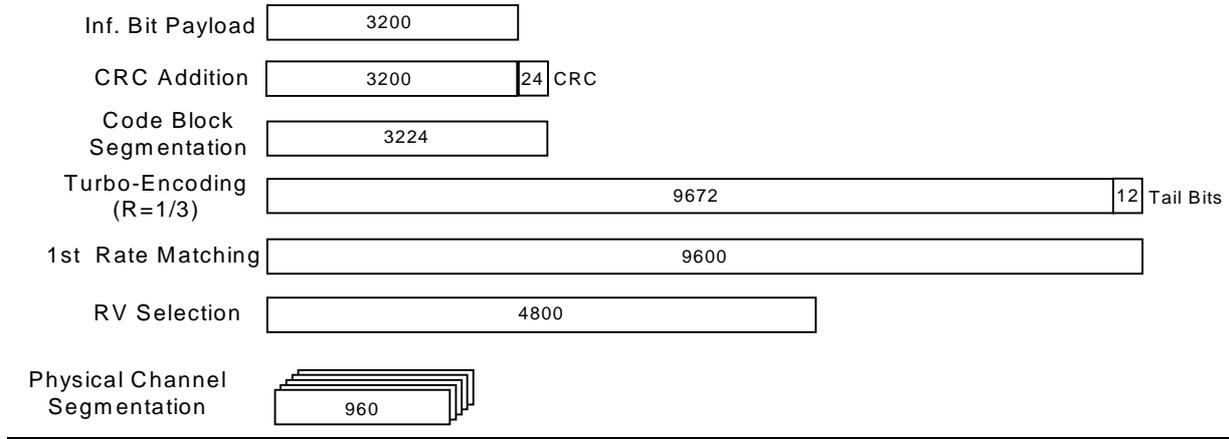 Inf. Bit Payload 3200
CRC Addition 3200 24 CRC
Code Block
Segmentation 3224
Turbo-Encoding
(R=1/3) 9672 12 Tail Bits
1st Rate Matching 9600
RV Selection 4800
Physical Channel
Segmentation 960